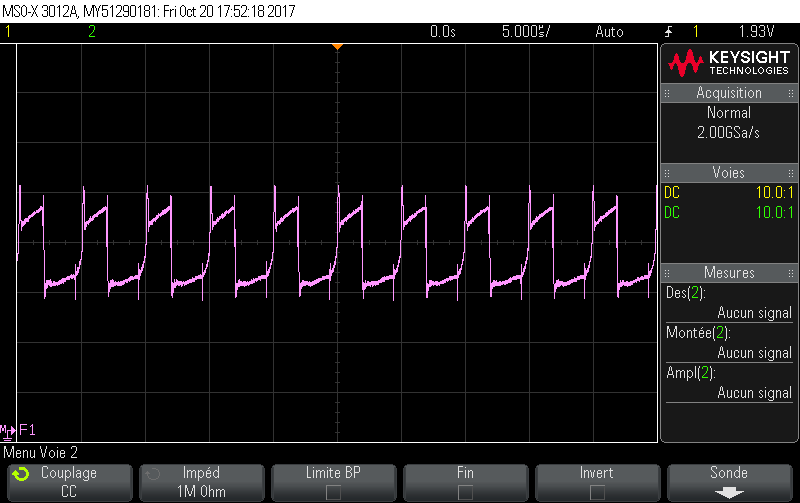 MSO-X 3012A, MY51290181: Fri Oct 20 17:52:18 2017
1 2 0.0s 5.000㎲/ Auto 1 1.93V
KEYSIGHT
TECHNOLOGIES
Acquisition
Normal
2.00GSa/s
Voies
DC 10.0:1
DC 10.0:1
Mesures
Des(2):
Aucun signal
Montée(2):
Aucun signal
Ampl(2):
Aucun signal
M F1
Menu Voie 2
Couplage
CC
Impéd
1M Ohm
Limite BP
Fin
Invert
Sonde